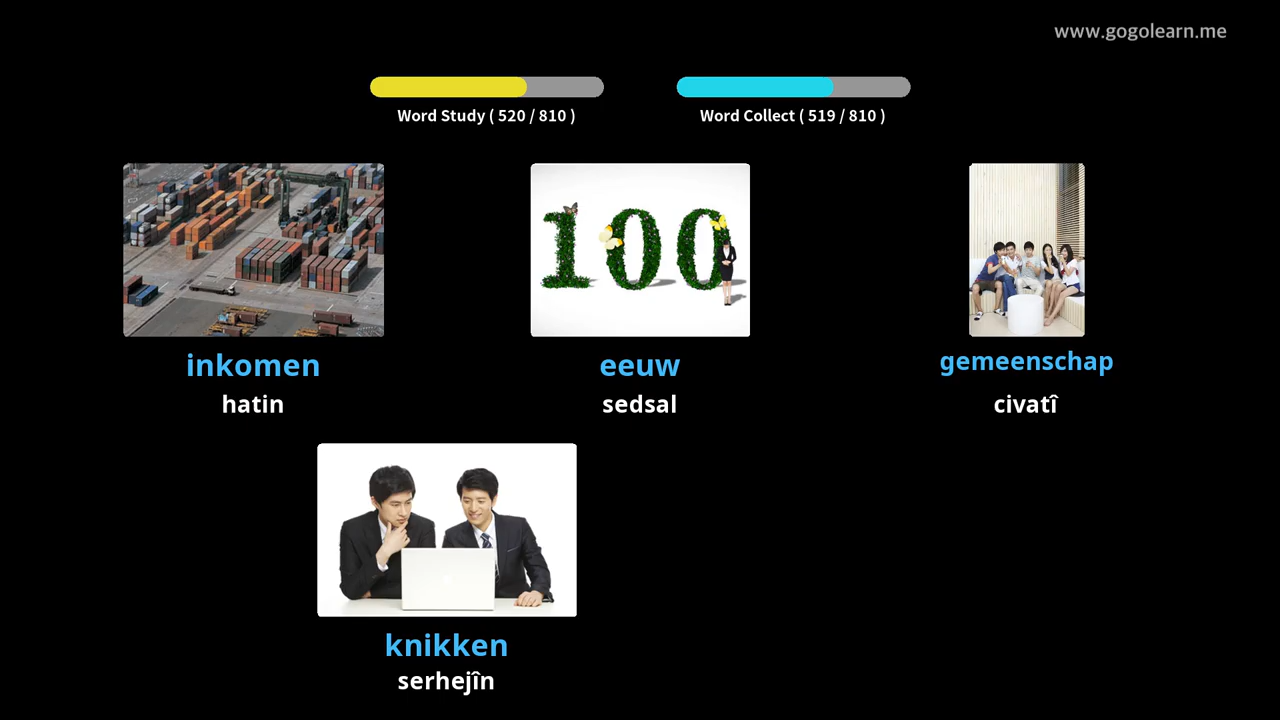 www.gogolearn.me
Word Study ( 520 / 810 )
Word Collect ( 519 / 810 )
100
inkomen
hatin
eeuw
sedsal
gemeenschap
civatî
knikken
serhejîn